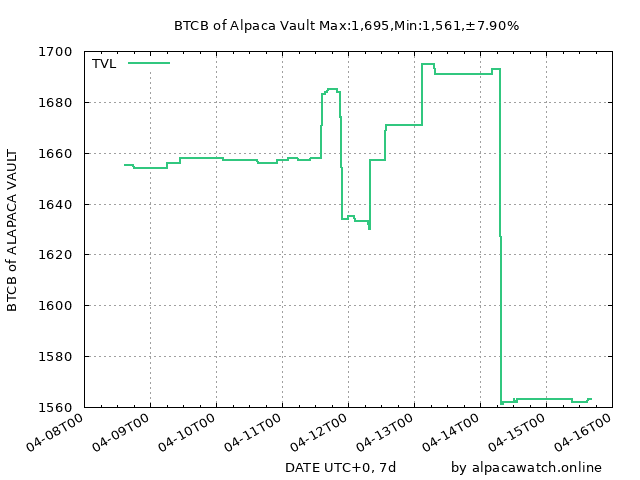 BTCB of Alpaca Vault Max:1,695,Min:1,561,±7.90%
TVL
BTCB of ALAPACA VAULT
1700
1680
1660
1640
1620
1600
1580
1560
04-08T00
04-09T00
04-10T00
04-11T00
04-12T00
04-13T00
04-14T00
04-15T00
04-16T00
DATE UTC+0, 7d
by alpacawatch.online